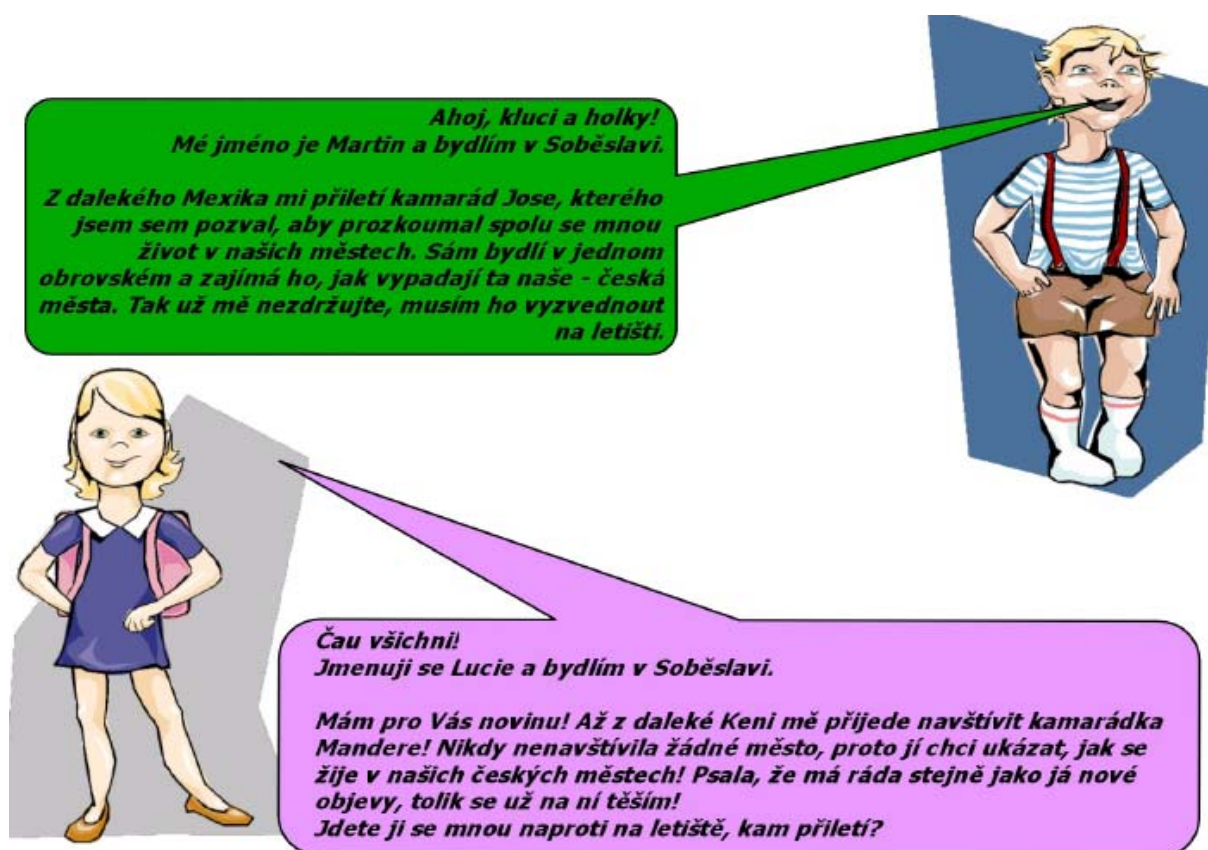 Ahoj, kluci a holky!
Mé jméno je Martin a bydlím v Soběslavi.
Z dalekého Mexika mi přiletí kamarád Jose, kterého
jsem sem pozval, aby prozkoumal spolu se mnou
život v našich městech. Sám bydlí v jednom
obrovském a zajímá ho, jak vypadají ta naše - česká
města. Tak už mě nezdržujte, musím ho vyzvednout
na letišti.
Čau všichni!
Jmenuji se Lucie a bydlím v Soběslavi.
Mám pro Vás novinu! Až z daleké Keni mě přijede navštívit kamarádka
Mandere! Nikdy nenavštívila žádné město, proto jí chci ukázat, jak se
žije v našich českých městech! Psala, že má ráda stejně jako já nové
objevy, tolik se už na ní těším!
Jdete ji se mnou naproti na letiště, kam přiletí?